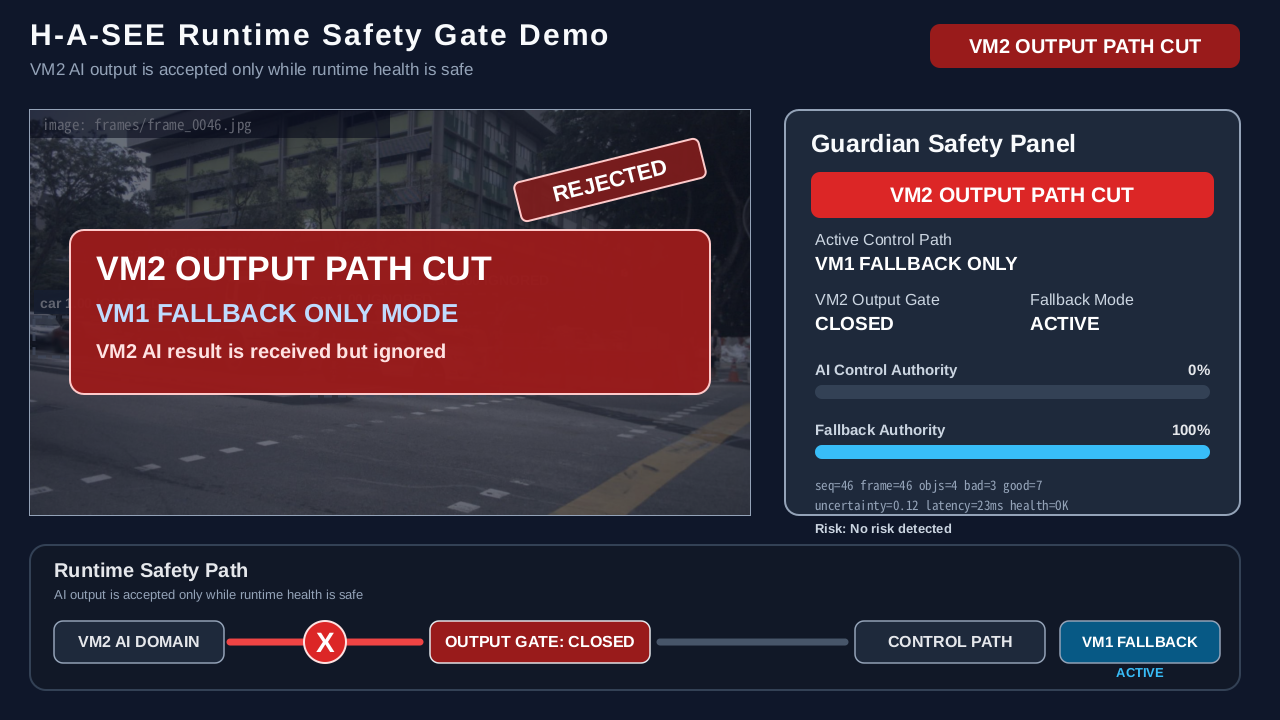 H-A-SEE Runtime Safety Gate Demo
VM2 AI output is accepted only while runtime health is safe
VM2 OUTPUT PATH CUT
image: frames/frame_0046.jpg
REJECTED
VM2 OUTPUT PATH CUT
VM1 FALLBACK ONLY MODE
VM2 AI result is received but ignored
car
Guardian Safety Panel
VM2 OUTPUT PATH CUT
Active Control Path
VM1 FALLBACK ONLY
VM2 Output Gate
CLOSED
Fallback Mode
ACTIVE
AI Control Authority 0%
Fallback Authority 100%
seq=46 frame=46 objs=4 bad=3 good=7
uncertainty=0.12 latency=23ms health=OK
Risk: No risk detected
Runtime Safety Path
AI output is accepted only while runtime health is safe
VM2 AI DOMAIN
X
OUTPUT GATE: CLOSED
CONTROL PATH
VM1 FALLBACK
ACTIVE